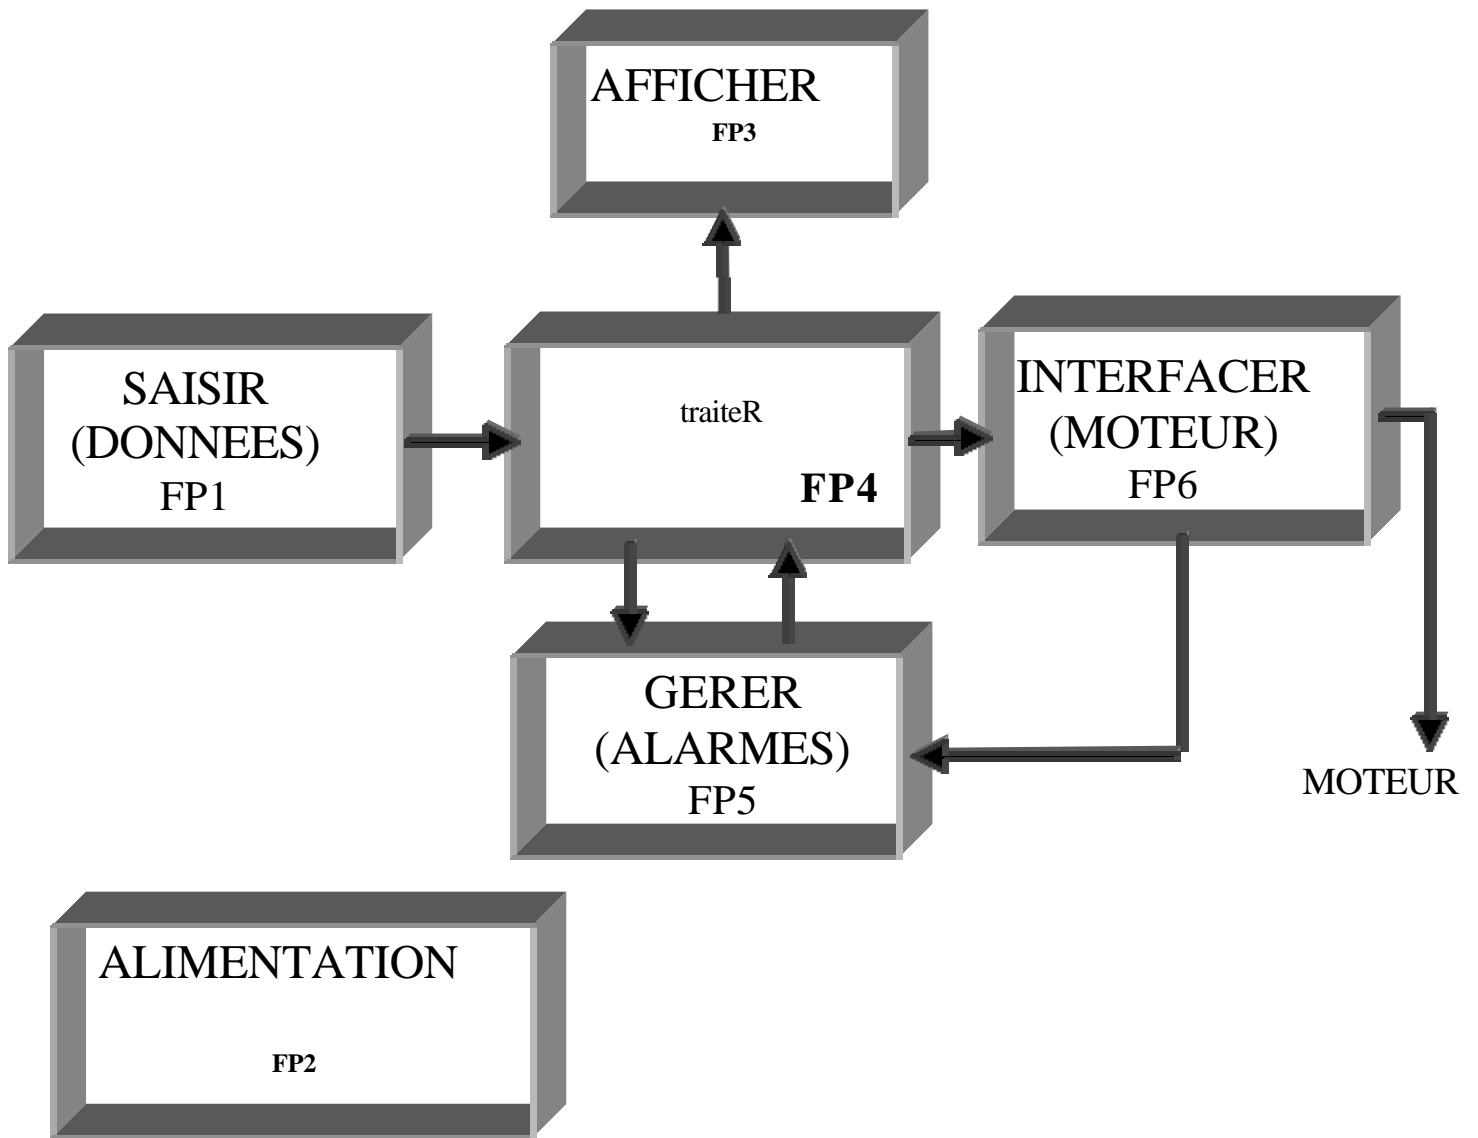 AFFICHER
FP3
SAISIR
(DONNEES)
FP1
traiteR
FP4
INTERFACER
(MOTEUR)
FP6
GERER
(ALARMES)
FP5
MOTEUR
ALIMENTATION
FP2